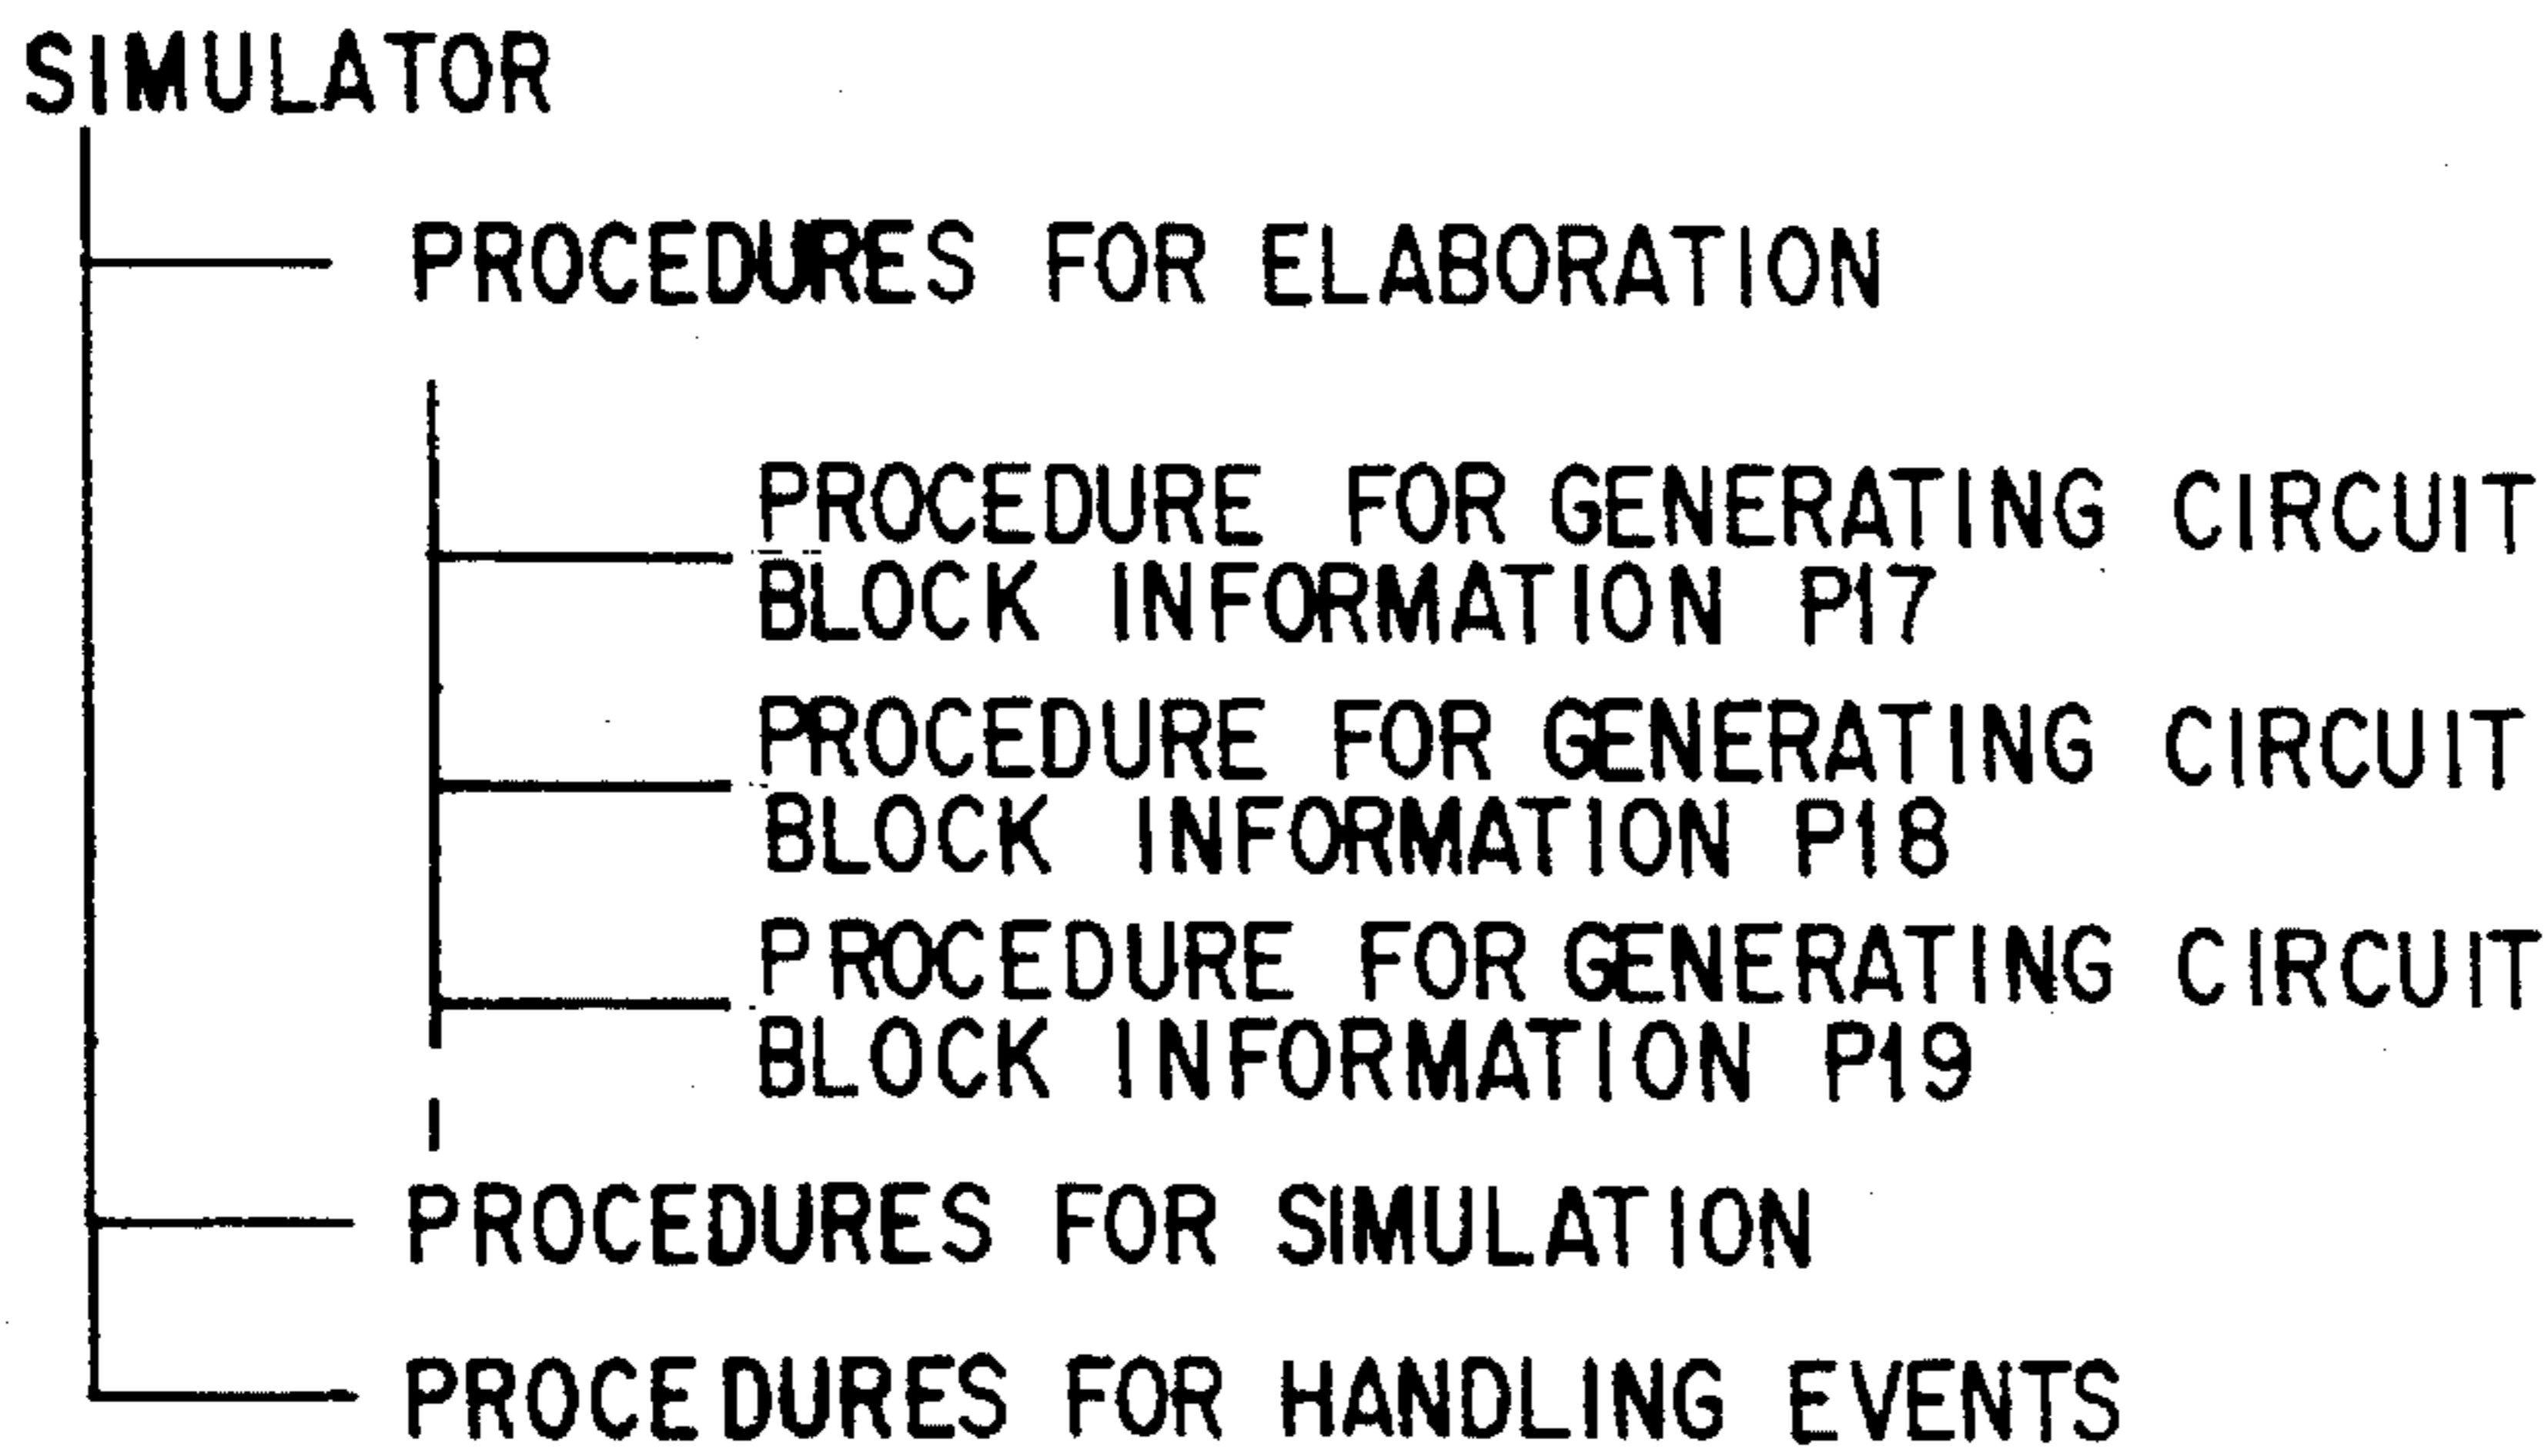 SIMULATOR
PROCEDURES FOR ELABORATION
PROCEDURE FOR GENERATING CIRCUIT
BLOCK INFORMATION P17
PROCEDURE FOR GENERATING CIRCUIT
BLOCK INFORMATION P18
PROCEDURE FOR GENERATING CIRCUIT
BLOCK INFORMATION P19
PROCEDURES FOR SIMULATION
PROCEDURES FOR HANDLING EVENTS